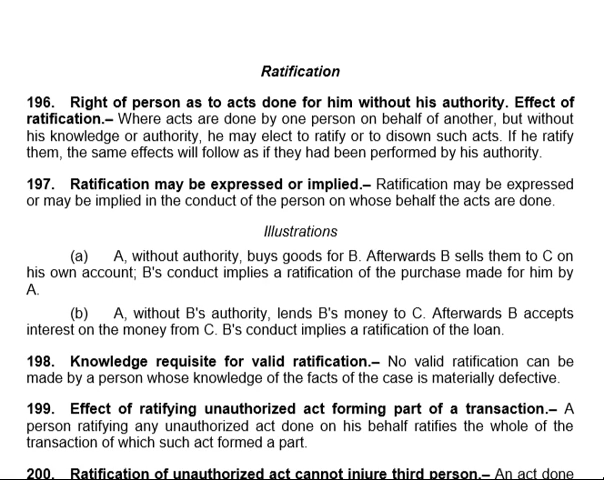 Ratification
196. Right of person as to acts done for him without his authority. Effect of
ratification.– Where acts are done by one person on behalf of another, but without
his knowledge or authority, he may elect to ratify or to disown such acts. If he ratify
them, the same effects will follow as if they had been performed by his authority.
197. Ratification may be expressed or implied.– Ratification may be expressed
or may be implied in the conduct of the person on whose behalf the acts are done.
Illustrations
(a) A, without authority, buys goods for B. Afterwards B sells them to C on
his own account; B's conduct implies a ratification of the purchase made for him by
A.
(b) A, without B's authority, lends B's money to C. Afterwards B accepts
interest on the money from C. B's conduct implies a ratification of the loan.
198. Knowledge requisite for valid ratification.– No valid ratification can be
made by a person whose knowledge of the facts of the case is materially defective.
199. Effect of ratifying unauthorized act forming part of a transaction.– A
person ratifying any unauthorized act done on his behalf ratifies the whole of the
transaction of which such act formed a part.
200. Ratification of unauthorized act cannot injure third person.– An act done